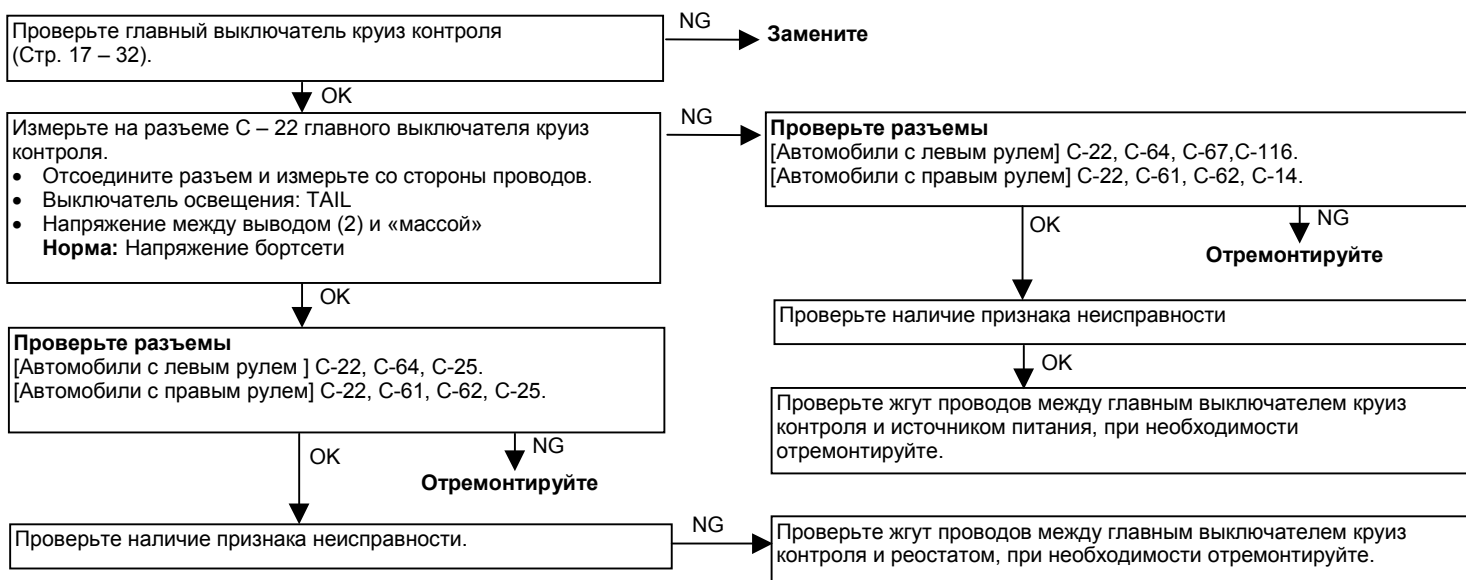 Проверьте главный выключатель круиз контроля
(Стр. 17 – 32).
NG
Замените
OK
Измерьте на разъеме С – 22 главного выключателя круиз
контроля.
• Отсоедините разъем и измерьте со стороны проводов.
• Выключатель освещения: TAIL
• Напряжение между выводом (2) и «массой»
Норма: Напряжение бортсети
NG
Проверьте разъемы
[Автомобили с левым рулем] С-22, С-64, С-67,С-116.
[Автомобили с правым рулем] С-22, С-61, С-62, С-14.
OK
NG
Отремонтируйте
Проверьте наличие признака неисправности
OK
Проверьте жгут проводов между главным выключателем круиз
контроля и источником питания, при необходимости
отремонтируйте.
OK
Проверьте разъемы
[Автомобили с левым рулем ] С-22, С-64, С-25.
[Автомобили с правым рулем] С-22, С-61, С-62, С-25.
OK
NG
Отремонтируйте
Проверьте наличие признака неисправности.
NG
Проверьте жгут проводов между главным выключателем круиз
контроля и реостатом, при необходимости отремонтируйте.